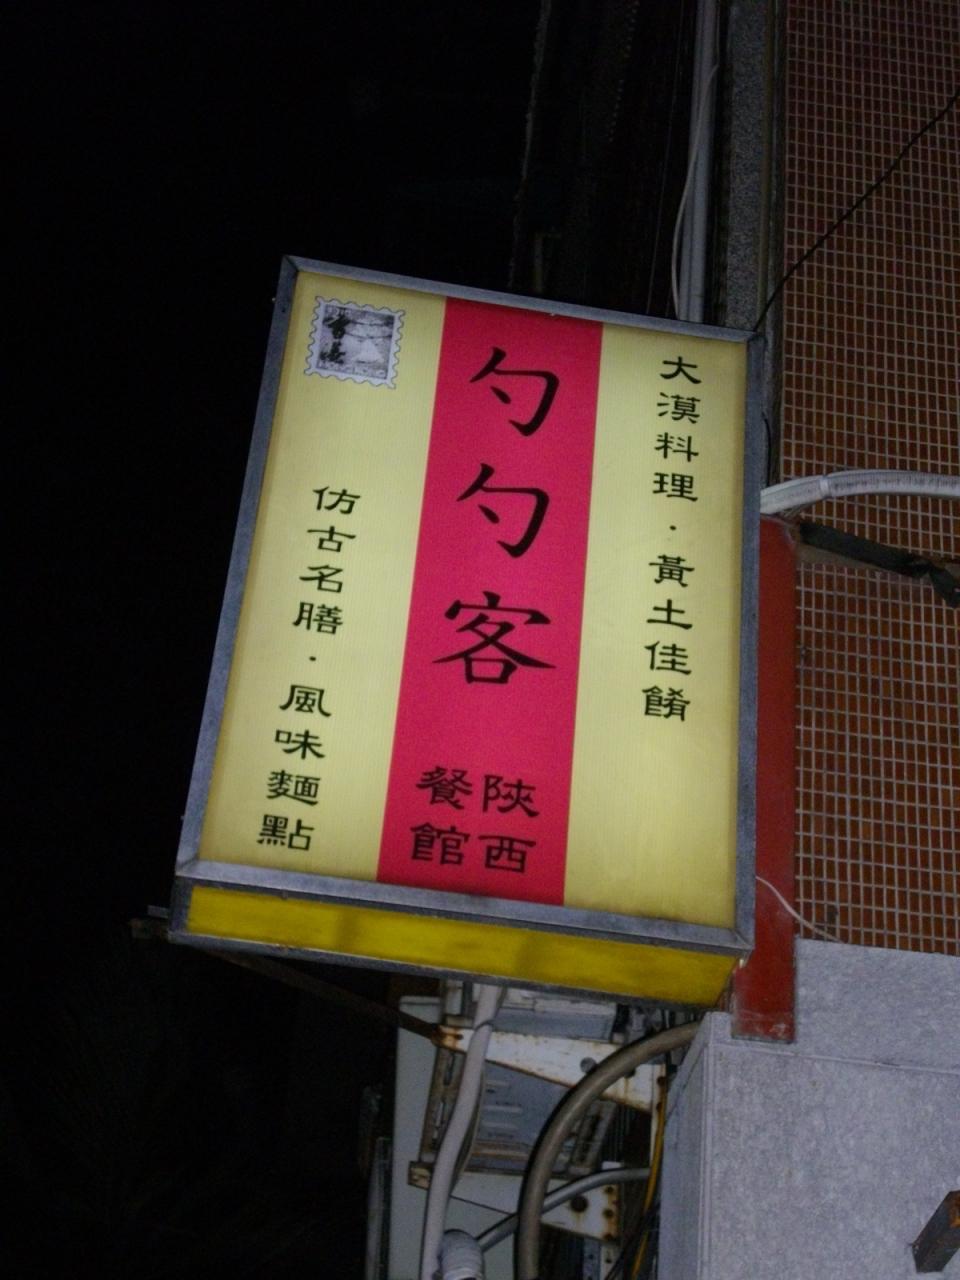 大漠料理·黃土佳餚
勺勺客
陝西
餐館
仿古名膳·風味麵點